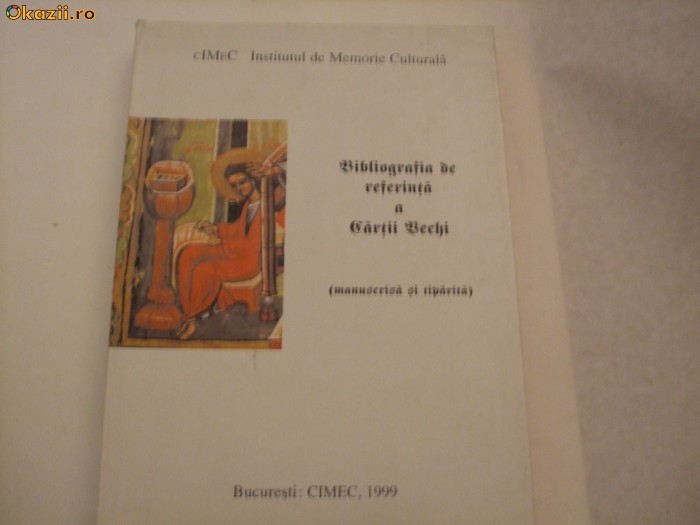 Okazii.ro
CIMEC Institutul de Memorie Culturală
Bibliografia de
referință
a
Cărții Vechi
(manuscrisă și tipărită)
București: CIMEC, 1999